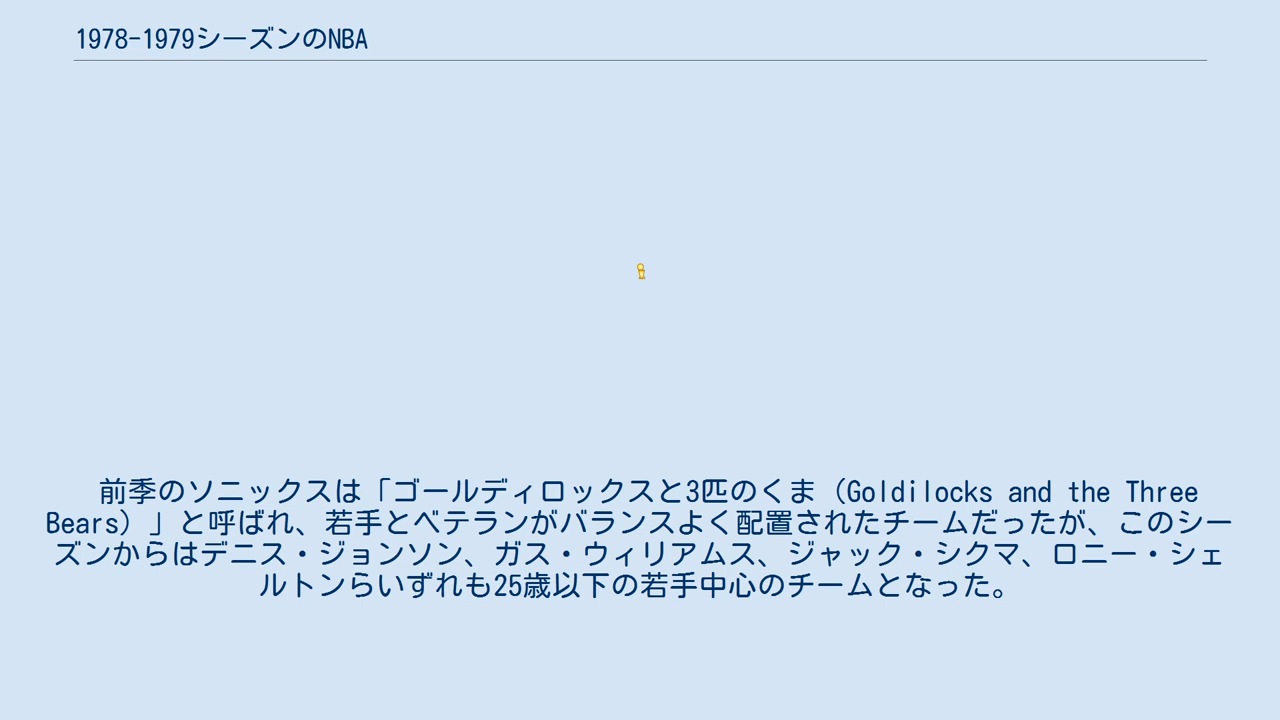 1978-1979シーズンのNBA
前季のソニックスは「ゴールディロックスと3匹のくま（Goldilocks and the Three
Bears）」と呼ばれ、若手とベテランがバランスよく配置されたチームだったが、このシー
ズンからはデニス・ジョンソン、ガス・ウィリアムス、ジャック・シクマ、ロニー・シェ
ルトンらいずれも25歳以下の若手中心のチームとなった。